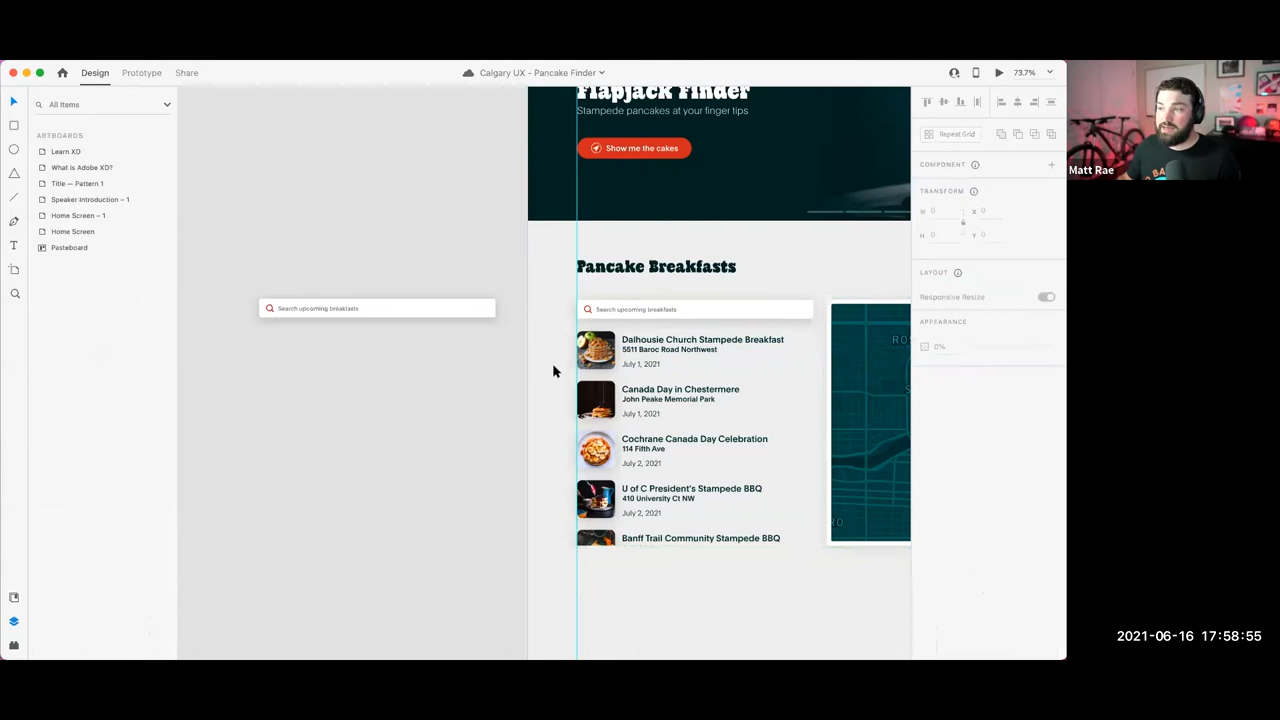 Design
Prototype
Share
Calgary UX - Pancake Finder
73.7%
All Items
ARTBOARDS
Learn XD
What is Adobe XD?
Title — Pattern 1
Speaker Introduction – 1
Home Screen – 1
Home Screen
Pasteboard
Search upcoming breakfasts
Flapjack Finder
Stampede pancakes at your finger tips
Show me the cakes
Pancake Breakfasts
Search upcoming breakfasts
Dalhousie Church Stampede Breakfast
5511 Baroc Road Northwest
July 1, 2021
Canada Day in Chestermere
John Peake Memorial Park
July 1, 2021
Cochrane Canada Day Celebration
114 Fifth Ave
July 2, 2021
U of C President's Stampede BBQ
410 University Ct NW
July 2, 2021
Banff Trail Community Stampede BBQ
Repeat Grid
COMPONENT
TRANSFORM
W 0 X 0
H 0 Y 0
LAYOUT
Responsive Resize
APPEARANCE
0%
Matt Rae
2021-06-16 17:58:55